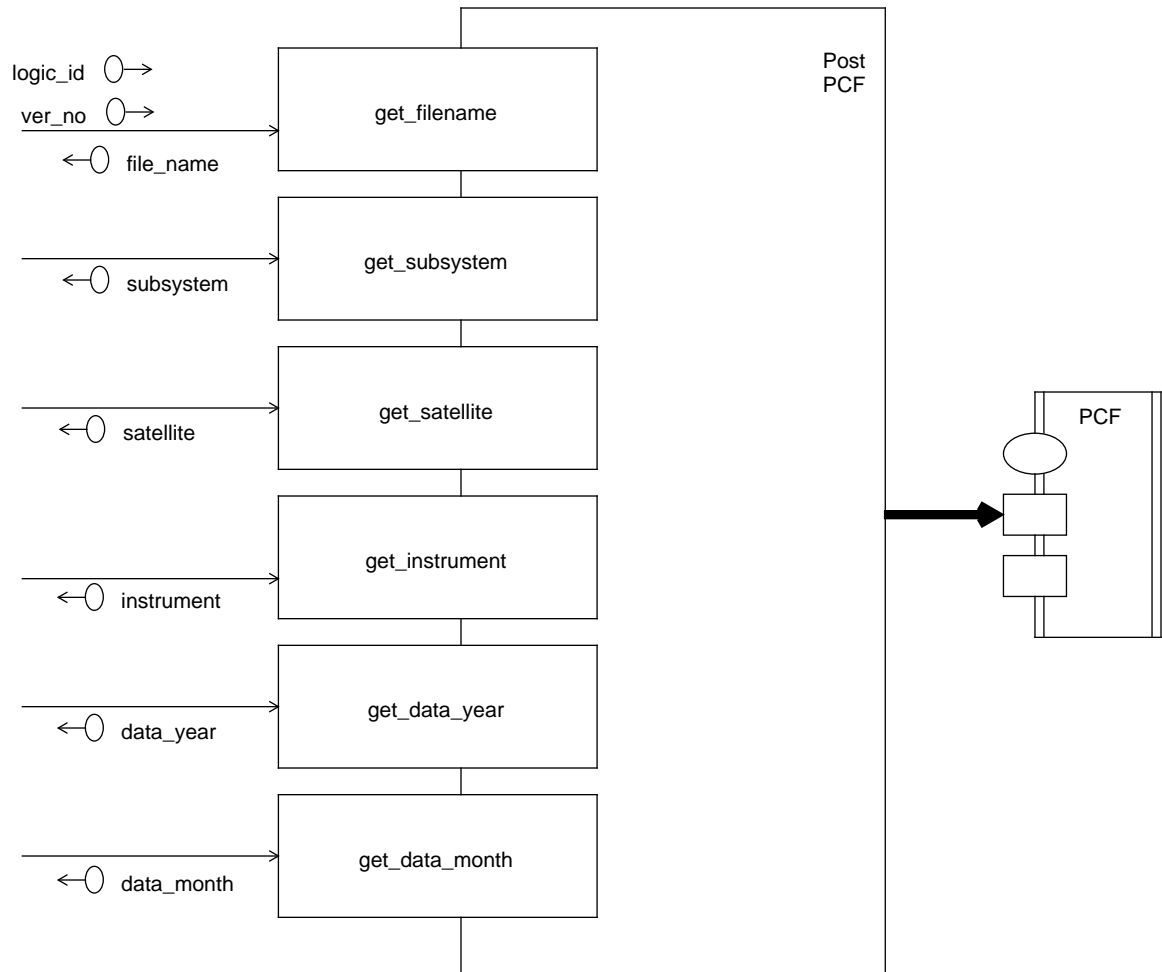 Post
PCF
logic_id
ver_no
get_filename
file_name
get_subsystem
subsystem
get_satellite
satellite
PCF
get_instrument
instrument
get_data_year
data_year
get_data_month
data_month